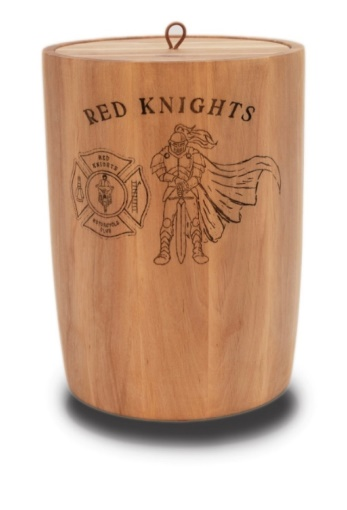 RED KNIGHTS
RED
KNIGHTS
MOTORCYCLE
CLUB